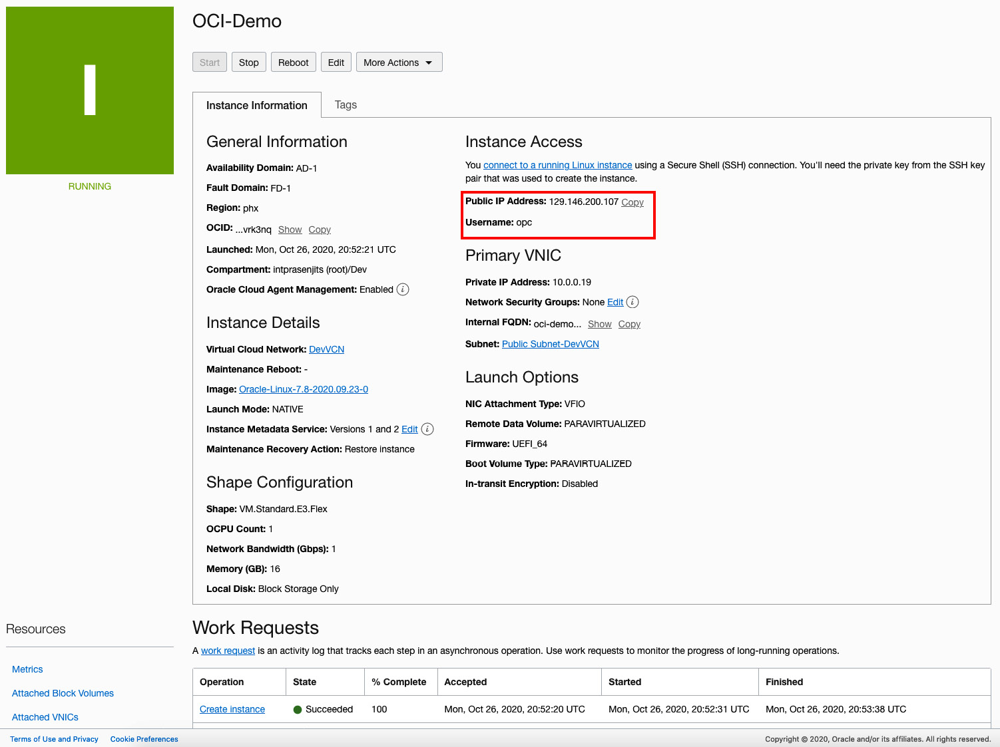 OCI-Demo
I
RUNNING
Start Stop Reboot Edit More Actions
Instance Information Tags
General Information
Availability Domain: AD-1
Fault Domain: FD-1
Region: phx
OCID: ...vrk3nq Show Copy
Launched: Mon, Oct 26, 2020, 20:52:21 UTC
Compartment: intprasenjits (root)/Dev
Oracle Cloud Agent Management: Enabled i
Instance Details
Virtual Cloud Network: DevVCN
Maintenance Reboot: -
Image: Oracle-Linux-7.8-2020.09.23-0
Launch Mode: NATIVE
Instance Metadata Service: Versions 1 and 2 Edit i
Maintenance Recovery Action: Restore instance
Shape Configuration
Shape: VM.Standard.E3.Flex
OCPU Count: 1
Network Bandwidth (Gbps): 1
Memory (GB): 16
Local Disk: Block Storage Only
Instance Access
You connect to a running Linux instance using a Secure Shell (SSH) connection. You'll need the private key from the SSH key
pair that was used to create the instance.
Public IP Address: 129.146.200.107 Copy
Username: opc
Primary VNIC
Private IP Address: 10.0.0.19
Network Security Groups: None Edit i
Internal FQDN: oci-demo... Show Copy
Subnet: Public Subnet-DevVCN
Launch Options
NIC Attachment Type: VFIO
Remote Data Volume: PARAVIRTUALIZED
Firmware: UEFI_64
Boot Volume Type: PARAVIRTUALIZED
In-transit Encryption: Disabled
Resources
Metrics
Attached Block Volumes
Attached VNICs
Work Requests
A work request is an activity log that tracks each step in an asynchronous operation. Use work requests to monitor the progress of long-running operations.
Operation State % Complete Accepted Started Finished
Create instance Succeeded 100 Mon, Oct 26, 2020, 20:52:20 UTC Mon, Oct 26, 2020, 20:52:31 UTC Mon, Oct 26, 2020, 20:53:38 UTC
Terms of Use and Privacy Cookie Preferences Copyright © 2020, Oracle and/or its affiliates. All rights reserved.